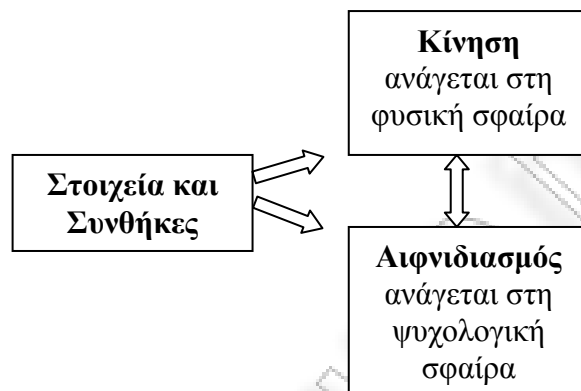 Κίνηση
ανάγεται στη
φυσική σφαίρα
Στοιχεία και
Συνθήκες
Αιφνιδιασμός
ανάγεται στη
ψυχολογική
σφαίρα